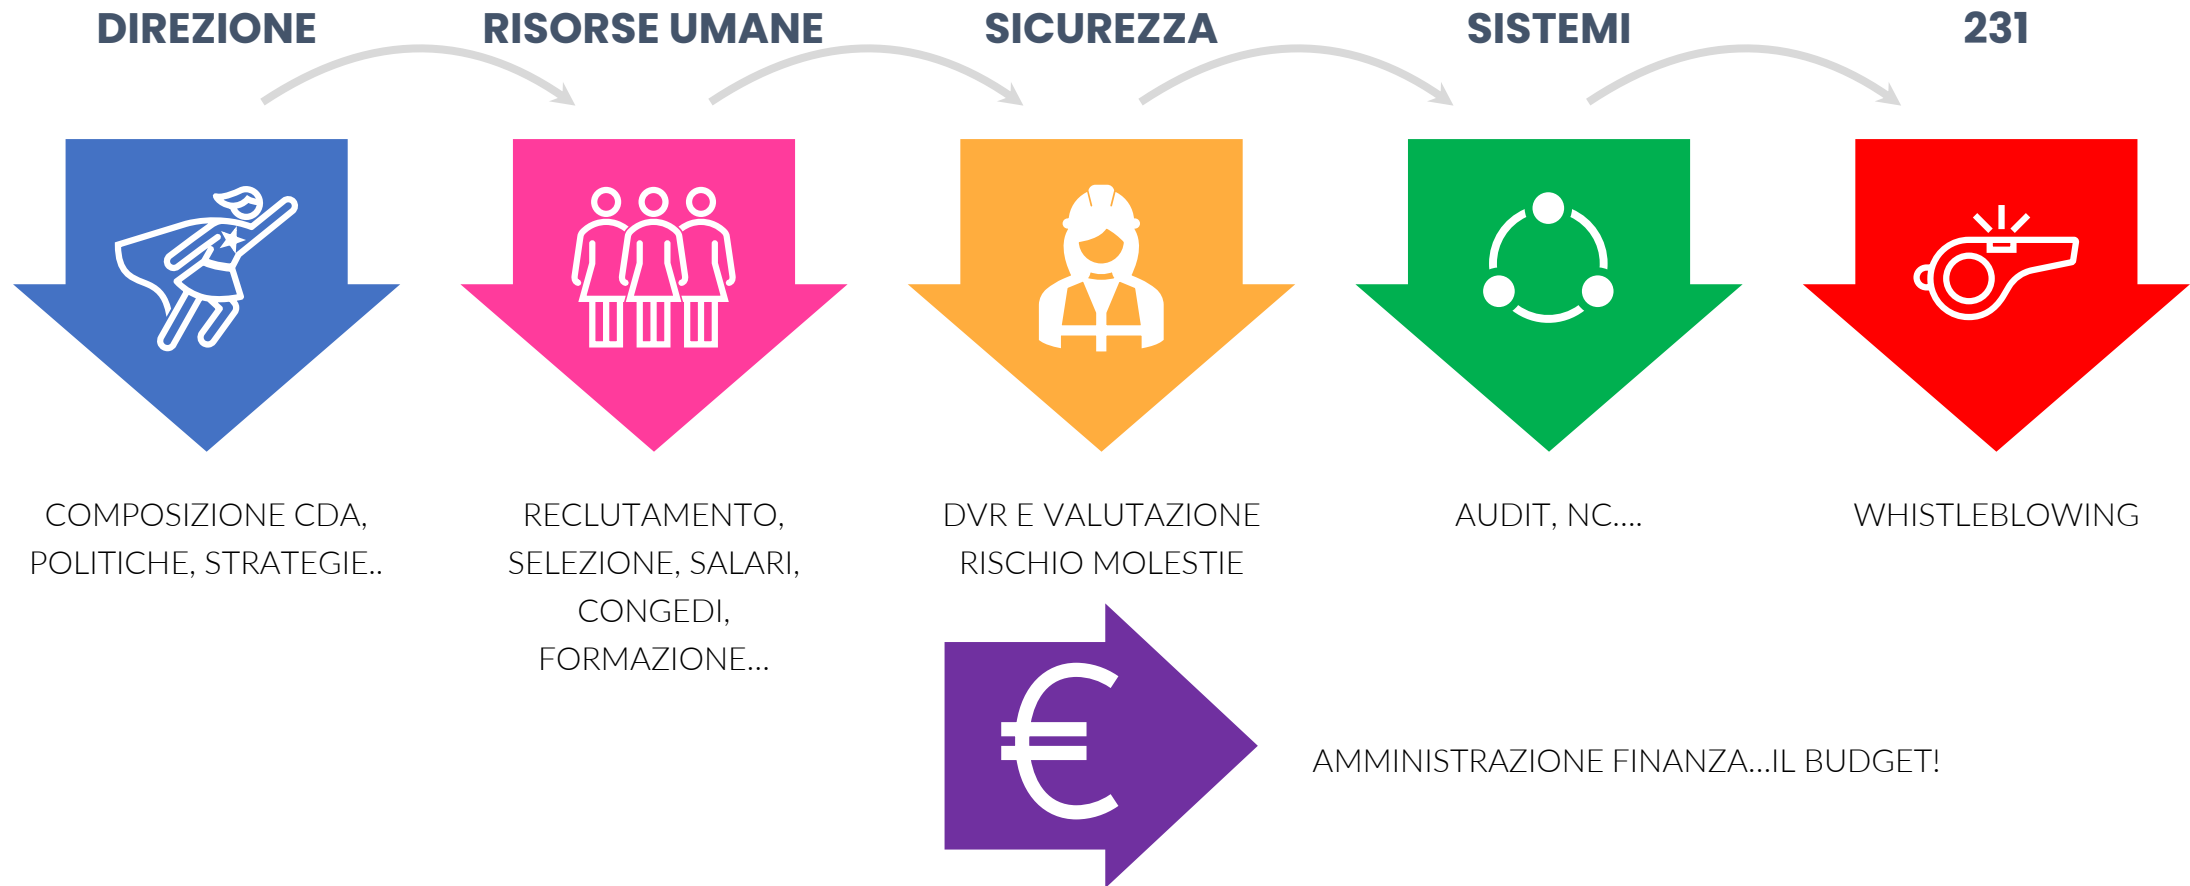 DIREZIONE
RISORSE UMANE
SICUREZZA
SISTEMI
231
COMPOSIZIONE CDA,
POLITICHE, STRATEGIE..
RECLUTAMENTO,
SELEZIONE, SALARI,
CONGEDI,
FORMAZIONE...
DVR E VALUTAZIONE
RISCHIO MOLESTIE
AUDIT, NC....
WHISTLEBLOWING
€
AMMINISTRAZIONE FINANZA...IL BUDGET!